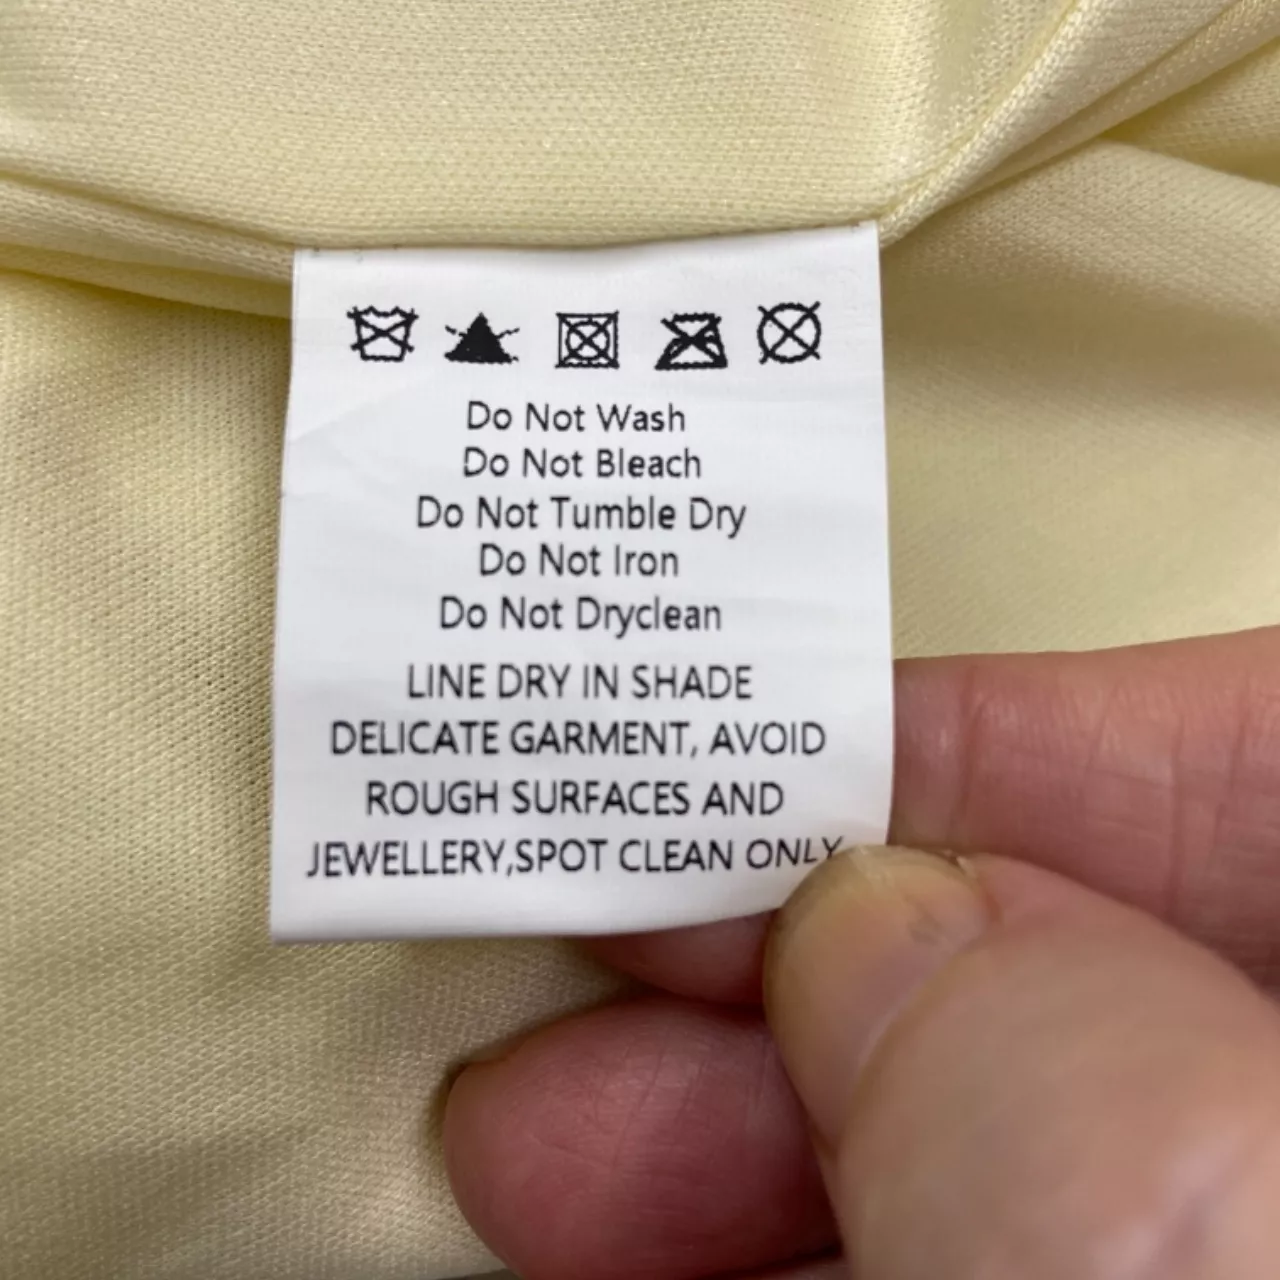 Do Not Wash
Do Not Bleach
Do Not Tumble Dry
Do Not Iron
Do Not Dryclean
LINE DRY IN SHADE
DELICATE GARMENT, AVOID
ROUGH SURFACES AND
JEWELLERY,SPOT CLEAN ONLY